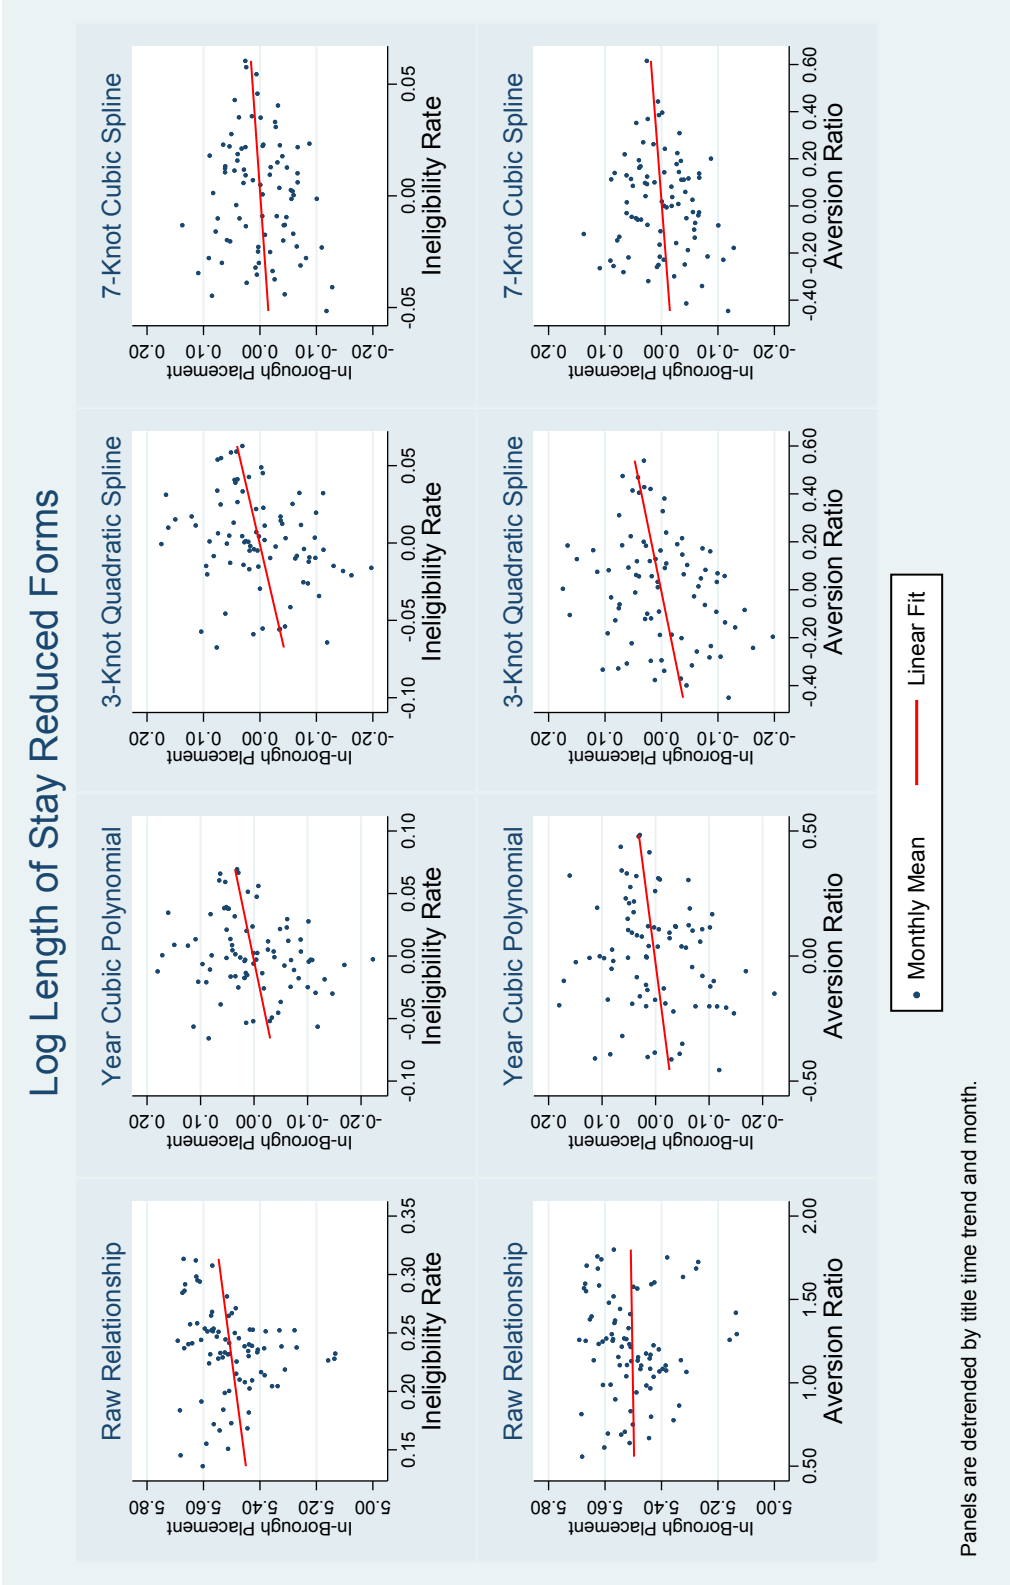 Log Length of Stay Reduced Forms
Raw Relationship
In-Borough Placement
5.00 5.20 5.40 5.60 5.80
0.15 0.20 0.25 0.30 0.35
Ineligibility Rate
Year Cubic Polynomial
In-Borough Placement
-0.20 -0.10 0.00 0.10 0.20
-0.10 -0.05 0.00 0.05 0.10
Ineligibility Rate
3-Knot Quadratic Spline
In-Borough Placement
-0.20 -0.10 0.00 0.10 0.20
-0.10 -0.05 0.00 0.05
Ineligibility Rate
7-Knot Cubic Spline
In-Borough Placement
-0.20 -0.10 0.00 0.10 0.20
-0.05 0.00 0.05
Ineligibility Rate
Raw Relationship
In-Borough Placement
5.00 5.20 5.40 5.60 5.80
0.50 1.00 1.50 2.00
Aversion Ratio
Year Cubic Polynomial
In-Borough Placement
-0.20 -0.10 0.00 0.10 0.20
-0.50 0.00 0.50
Aversion Ratio
3-Knot Quadratic Spline
In-Borough Placement
-0.20 -0.10 0.00 0.10 0.20
-0.40 -0.20 0.00 0.20 0.40 0.60
Aversion Ratio
7-Knot Cubic Spline
In-Borough Placement
-0.20 -0.10 0.00 0.10 0.20
-0.40 -0.20 0.00 0.20 0.40 0.60
Aversion Ratio
Monthly Mean Linear Fit
Panels are detrended by title time trend and month.